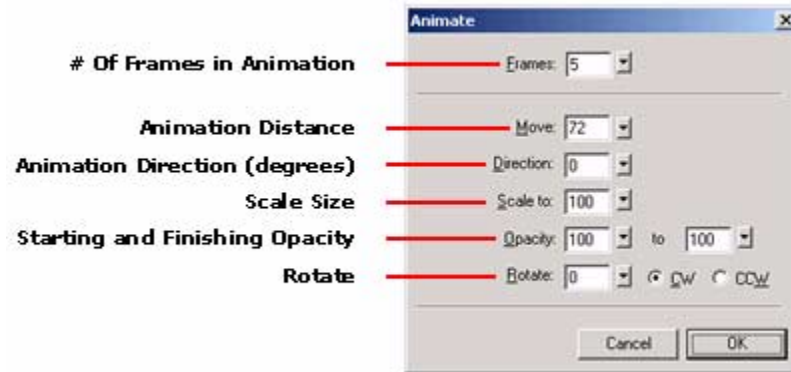 Animate
# Of Frames in Animation Frames: 5
Animation Distance Move: 72
Animation Direction (degrees) Direction: 0
Scale Size Scale to: 100
Starting and Finishing Opacity Opacity: 100 to 100
Rotate Rotate: 0 CW CCW
Cancel OK